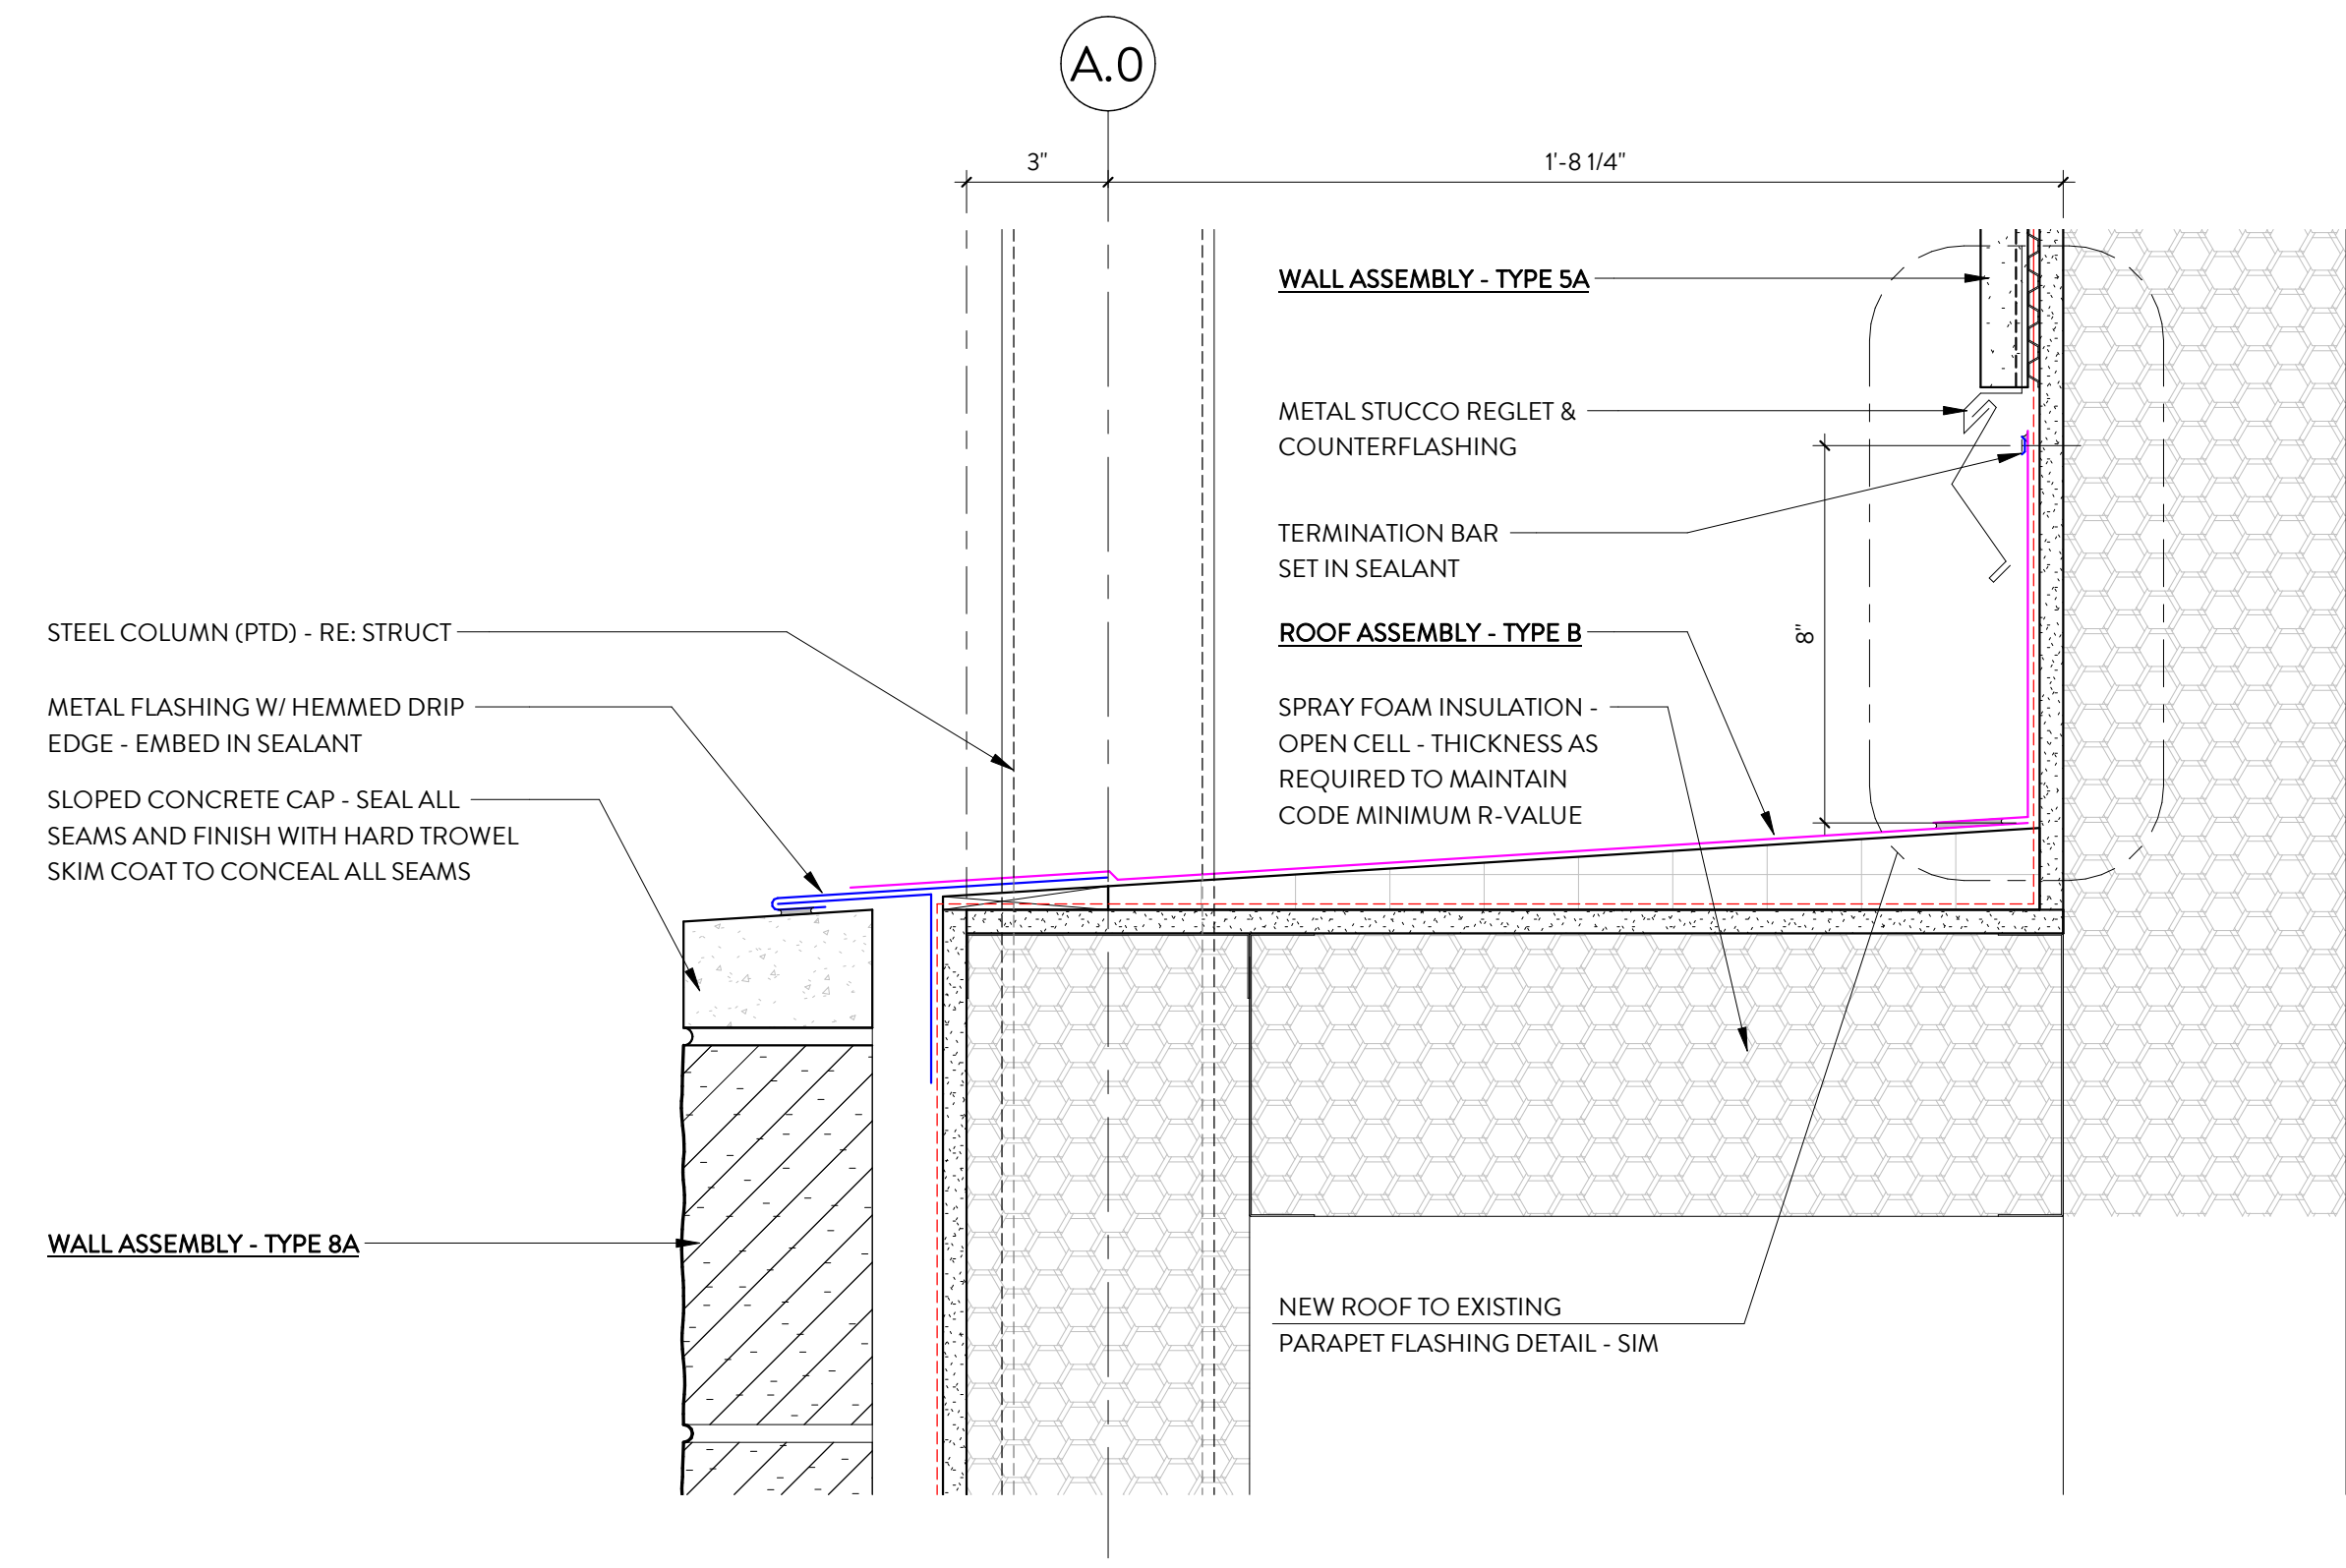 A.0
3"
1'-8 1/4"
WALL ASSEMBLY - TYPE 5A
METAL STUCCO REGLET &
COUNTERFLASHING
TERMINATION BAR
SET IN SEALANT
8"
ROOF ASSEMBLY - TYPE B
SPRAY FOAM INSULATION -
OPEN CELL - THICKNESS AS
REQUIRED TO MAINTAIN
CODE MINIMUM R-VALUE
STEEL COLUMN (PTD) - RE: STRUCT
METAL FLASHING W/ HEMMED DRIP
EDGE - EMBED IN SEALANT
SLOPED CONCRETE CAP - SEAL ALL
SEAMS AND FINISH WITH HARD TROWEL
SKIM COAT TO CONCEAL ALL SEAMS
WALL ASSEMBLY - TYPE 8A
NEW ROOF TO EXISTING
PARAPET FLASHING DETAIL - SIM